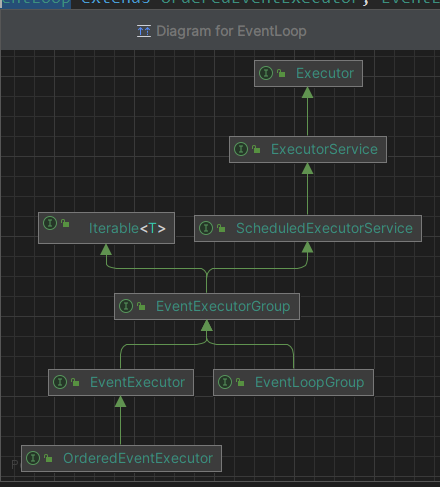 EntLoop extends OrderedEventExecutor, EventL
Diagram for EventLoop
Executor
ExecutorService
Iterable<T>
ScheduledExecutorService
EventExecutorGroup
EventExecutor
EventLoopGroup
OrderedEventExecutor
P